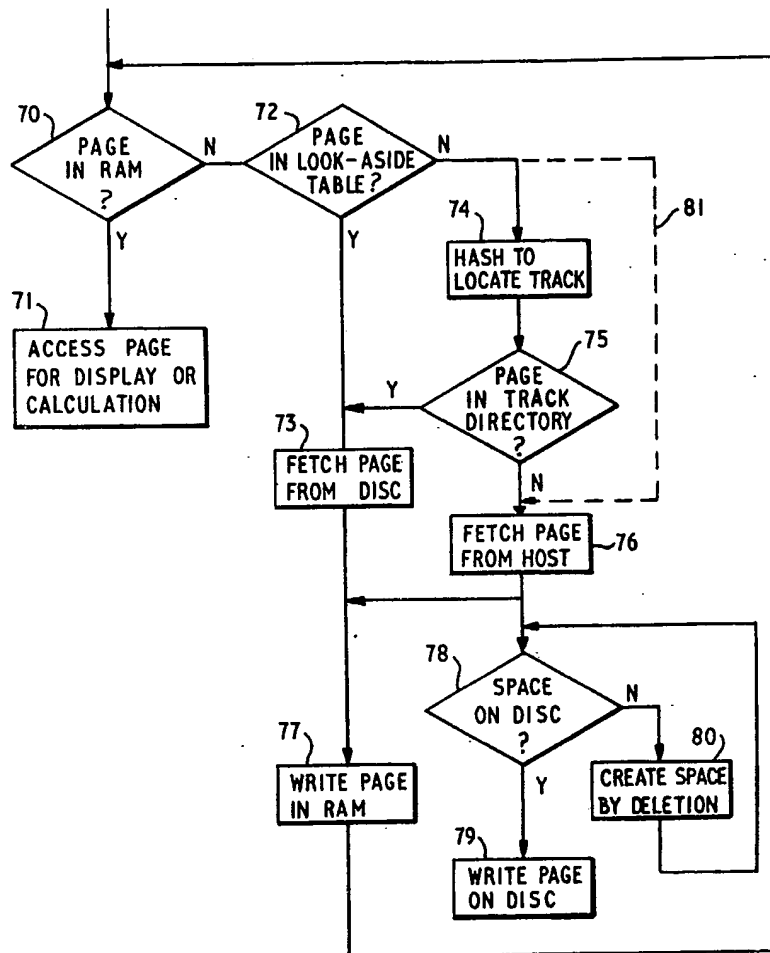 70
PAGE
IN RAM
?
N
Y
72
PAGE
IN LOOK-ASIDE
TABLE?
N
Y
81
74
HASH TO
LOCATE TRACK
71
ACCESS PAGE
FOR DISPLAY OR
CALCULATION
75
PAGE
IN TRACK
DIRECTORY
?
Y
N
73
FETCH PAGE
FROM DISC
FETCH PAGE
FROM HOST
76
78
SPACE
ON DISC
?
N
Y
77
WRITE PAGE
IN RAM
80
CREATE SPACE
BY DELETION
79
WRITE PAGE
ON DISC